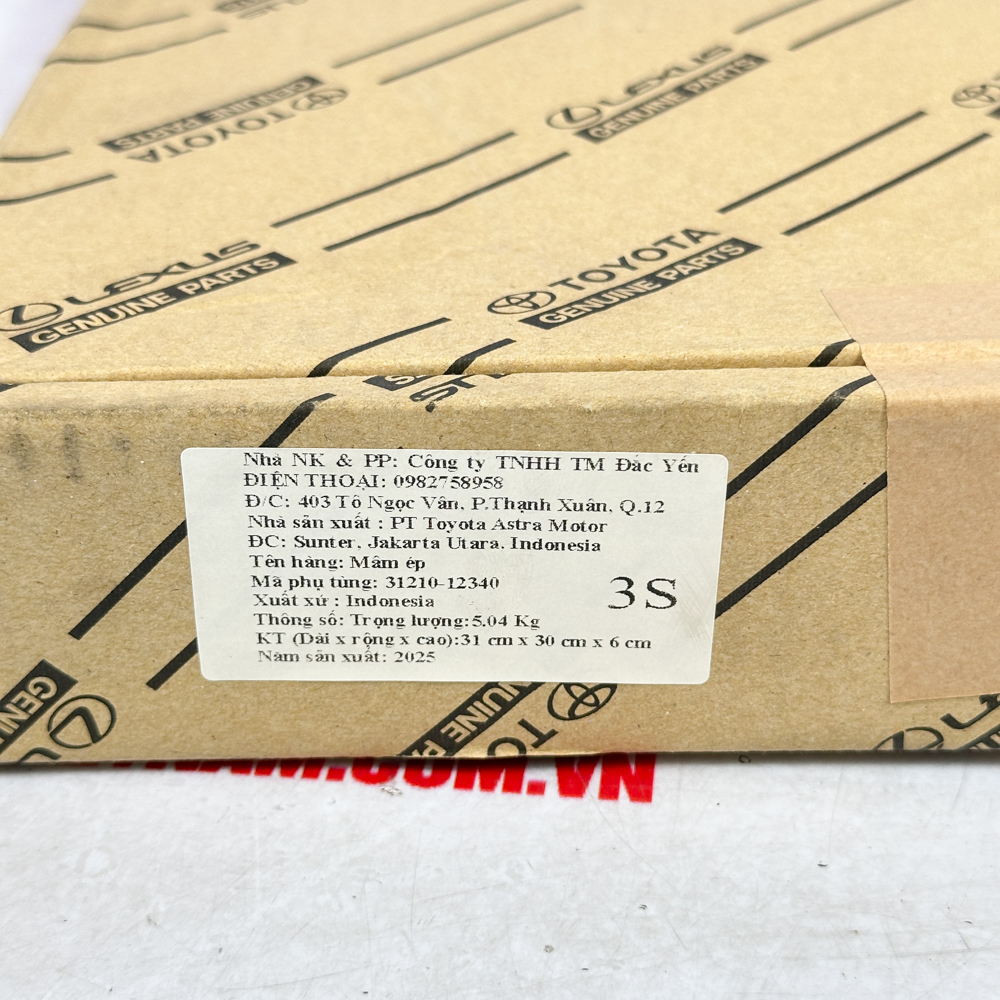 TOYOTA
GENUINE PARTS
LEXUS
GENUINE PARTS
LEXUS
GENUINE PARTS
TOYOTA
GENUINE PARTS
Nhà NK & PP: Công ty TNHH TM Đắc Yến
ĐIỆN THOẠI: 0982758958
Đ/C: 403 Tô Ngọc Vân, P.Thạnh Xuân, Q.12
Nhà sản xuất : PT Toyota Astra Motor
ĐC: Sunter, Jakarta Utara. Indonesia
Tên hàng: Mâm ép
Mã phụ tùng: 31210-12340
3S
Xuất xứ : Indonesia
Thông số: Trọng lượng:5.04 Kg
KT (Dài x rộng x cao):31 cm x 30 cm x 6 cm
Năm sản xuất: 2025
NAM.COM.VN